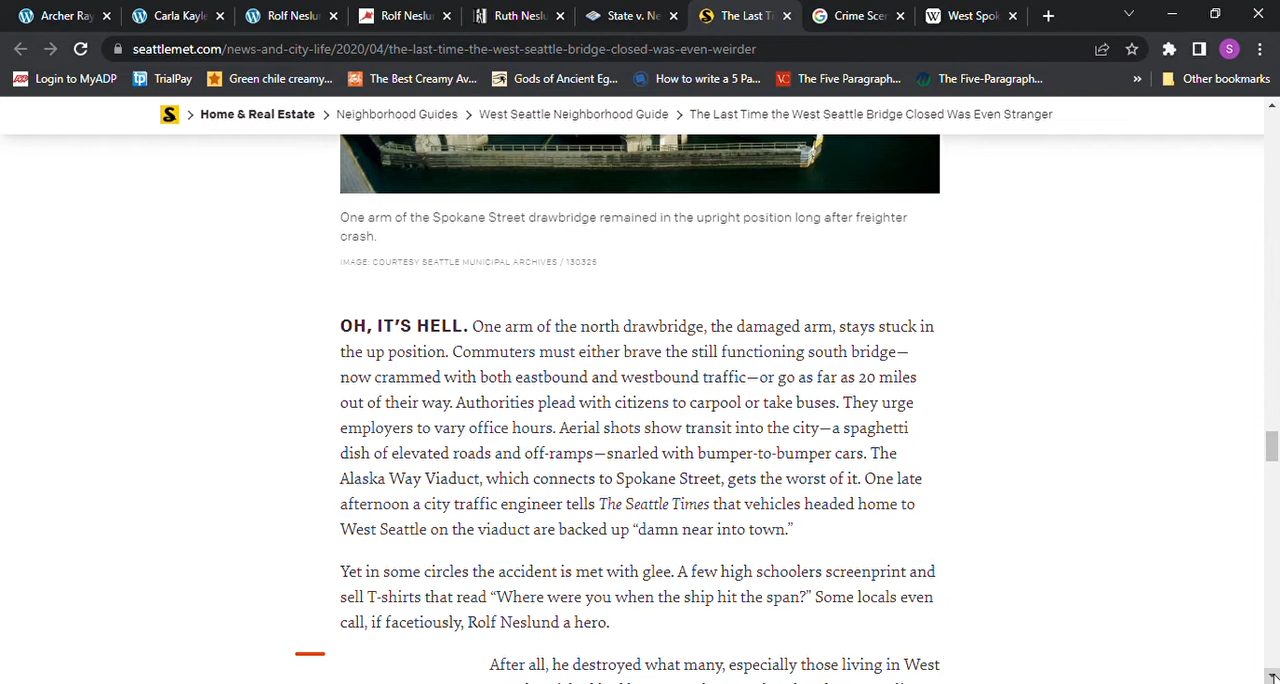 Archer Ray
Carla Kayle
Rolf Neslun
Rolf Neslun
Ruth Neslu
State v. Ne
The Last Ti
Crime Scen
West Spok
seattlemet.com/news-and-city-life/2020/04/the-last-time-the-west-seattle-bridge-closed-was-even-weirder
S
Login to MyADP
tp TrialPay
Green chile creamy...
The Best Creamy Av...
Gods of Ancient Eg...
How to write a 5 Pa...
VC The Five Paragraph...
The Five-Paragraph...
»
Other bookmarks
S > Home & Real Estate > Neighborhood Guides > West Seattle Neighborhood Guide > The Last Time the West Seattle Bridge Closed Was Even Stranger
One arm of the Spokane Street drawbridge remained in the upright position long after freighter
crash.
IMAGE: COURTESY SEATTLE MUNICIPAL ARCHIVES / 130325
OH, IT'S HELL. One arm of the north drawbridge, the damaged arm, stays stuck in
the up position. Commuters must either brave the still functioning south bridge—
now crammed with both eastbound and westbound traffic—or go as far as 20 miles
out of their way. Authorities plead with citizens to carpool or take buses. They urge
employers to vary office hours. Aerial shots show transit into the city—a spaghetti
dish of elevated roads and off-ramps—snarled with bumper-to-bumper cars. The
Alaska Way Viaduct, which connects to Spokane Street, gets the worst of it. One late
afternoon a city traffic engineer tells The Seattle Times that vehicles headed home to
West Seattle on the viaduct are backed up “damn near into town.”
Yet in some circles the accident is met with glee. A few high schoolers screenprint and
sell T-shirts that read “Where were you when the ship hit the span?” Some locals even
call, if facetiously, Rolf Neslund a hero.
After all, he destroyed what many, especially those living in West